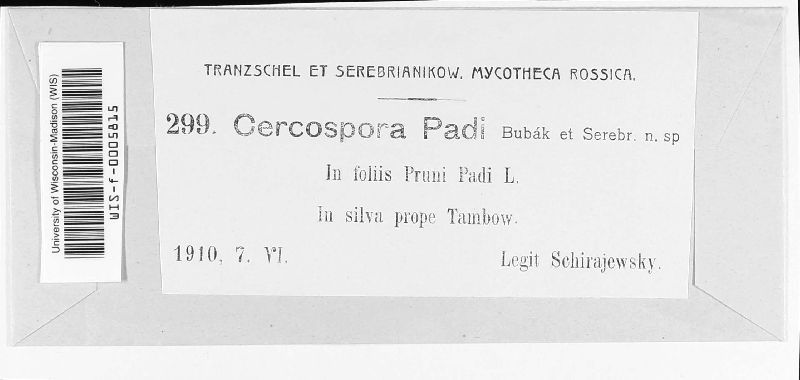 TRANZSCHEL ET SEREBRIANIKOW. MYCOTHECA ROSSICA.
299. Cercospora Padi Bubák et Serebr. n. sp
In foliis Pruni Padi L.
In silva prope Tambow.
1910, 7. VI.
Legit Schirajewsky.
University of Wisconsin-Madison (WIS)
WIS-f-0005815